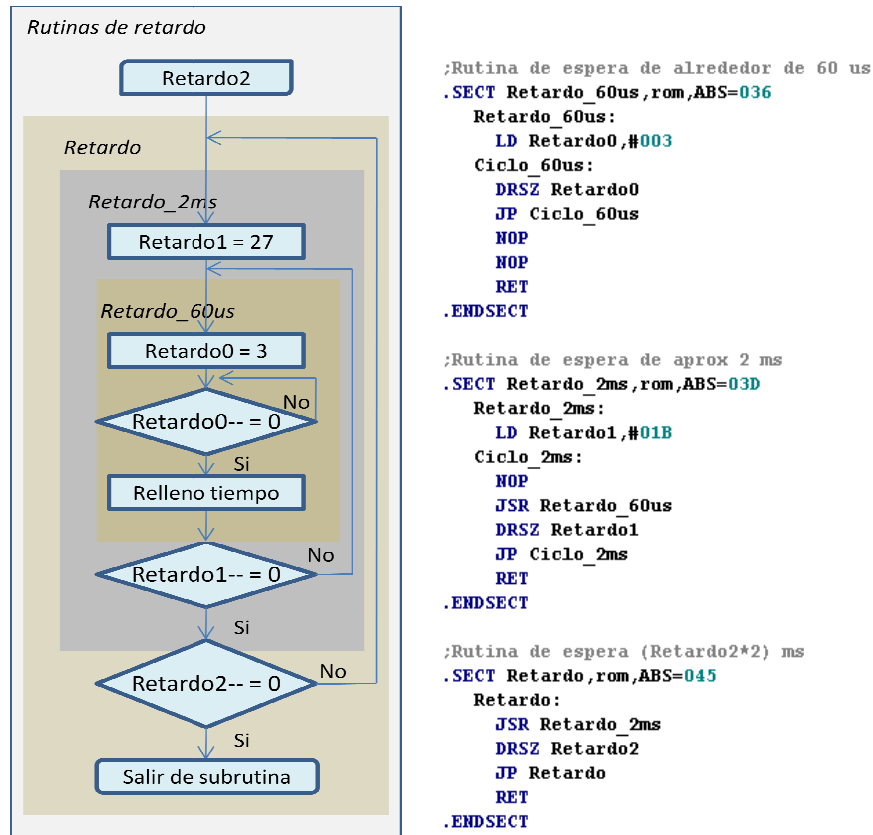 Rutinas de retardo
Retardo2
Retardo
Retardo_2ms
Retardo1 = 27
Retardo_60us
Retardo0 = 3
No
Retardo0-- = 0
Si
Relleno tiempo
No
Retardo1-- = 0
Si
No
Retardo2-- = 0
Si
Salir de subrutina
;Rutina de espera de alrededor de 60 us
.SECT Retardo_60us,rom,ABS=036
Retardo_60us:
LD Retardo0,#003
Ciclo_60us:
DRSZ Retardo0
JP Ciclo_60us
NOP
NOP
RET
.ENDSECT
;Rutina de espera de aprox 2 ms
.SECT Retardo_2ms,rom,ABS=03D
Retardo_2ms:
LD Retardo1,#01B
Ciclo_2ms:
NOP
JSR Retardo_60us
DRSZ Retardo1
JP Ciclo_2ms
RET
.ENDSECT
;Rutina de espera (Retardo2*2) ms
.SECT Retardo,rom,ABS=045
Retardo:
JSR Retardo_2ms
DRSZ Retardo2
JP Retardo
RET
.ENDSECT